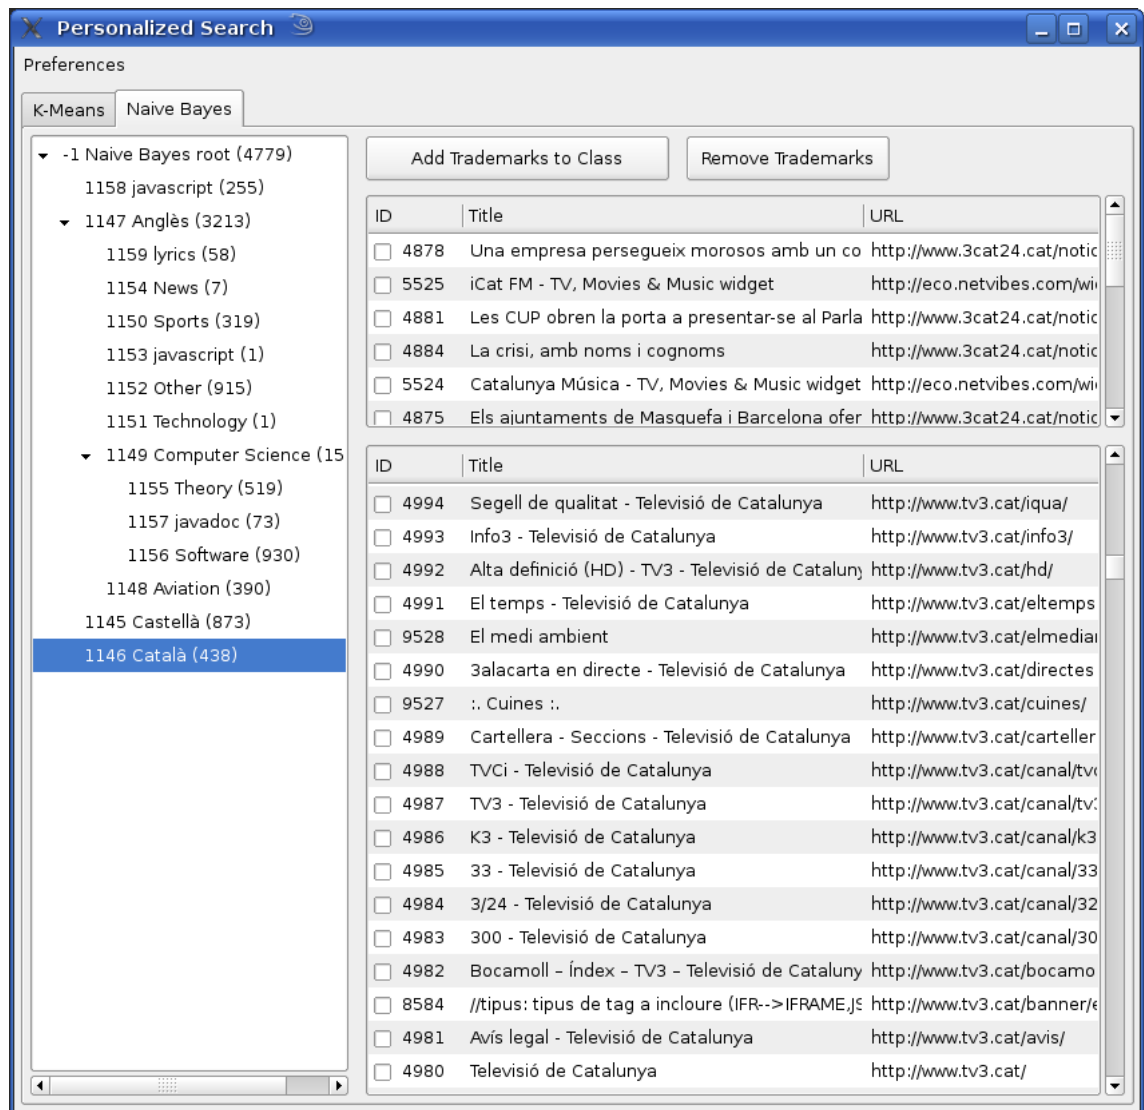 Personalized Search
Preferences
K-Means Naive Bayes
-1 Naive Bayes root (4779)
1158 javascript (255)
1147 Anglès (3213)
1159 lyrics (58)
1154 News (7)
1150 Sports (319)
1153 javascript (1)
1152 Other (915)
1151 Technology (1)
1149 Computer Science (15
1155 Theory (519)
1157 javadoc (73)
1156 Software (930)
1148 Aviation (390)
1145 Castellà (873)
1146 Català (438)
Add Trademarks to Class Remove Trademarks
ID Title URL
4878 Una empresa persegueix morosos amb un co http://www.3cat24.cat/notic
5525 iCat FM - TV, Movies & Music widget http://eco.netvibes.com/wi
4881 Les CUP obren la porta a presentar-se al Parla http://www.3cat24.cat/notic
4884 La crisi, amb noms i cognoms http://www.3cat24.cat/notic
5524 Catalunya Música - TV, Movies & Music widget http://eco.netvibes.com/wi
4875 Els ajuntaments de Masquefa i Barcelona ofer http://www.3cat24.cat/notic
ID Title URL
4994 Segell de qualitat - Televisió de Catalunya http://www.tv3.cat/iqua/
4993 Info3 - Televisió de Catalunya http://www.tv3.cat/info3/
4992 Alta definició (HD) - TV3 - Televisió de Cataluny http://www.tv3.cat/hd/
4991 El temps - Televisió de Catalunya http://www.tv3.cat/eltemps
9528 El medi ambient http://www.tv3.cat/elmedia
4990 3alacarta en directe - Televisió de Catalunya http://www.tv3.cat/directes
9527 :. Cuines :. http://www.tv3.cat/cuines/
4989 Cartellera - Seccions - Televisió de Catalunya http://www.tv3.cat/carteller
4988 TVCi - Televisió de Catalunya http://www.tv3.cat/canal/tv
4987 TV3 - Televisió de Catalunya http://www.tv3.cat/canal/tv3
4986 K3 - Televisió de Catalunya http://www.tv3.cat/canal/k3
4985 33 - Televisió de Catalunya http://www.tv3.cat/canal/33
4984 3/24 - Televisió de Catalunya http://www.tv3.cat/canal/32
4983 300 - Televisió de Catalunya http://www.tv3.cat/canal/30
4982 Bocamoll – Índex – TV3 – Televisió de Cataluny http://www.tv3.cat/bocamo
8584 //tipus: tipus de tag a incloure (IFR-->IFRAME,JS http://www.tv3.cat/banner/e
4981 Avís legal - Televisió de Catalunya http://www.tv3.cat/avis/
4980 Televisió de Catalunya http://www.tv3.cat/